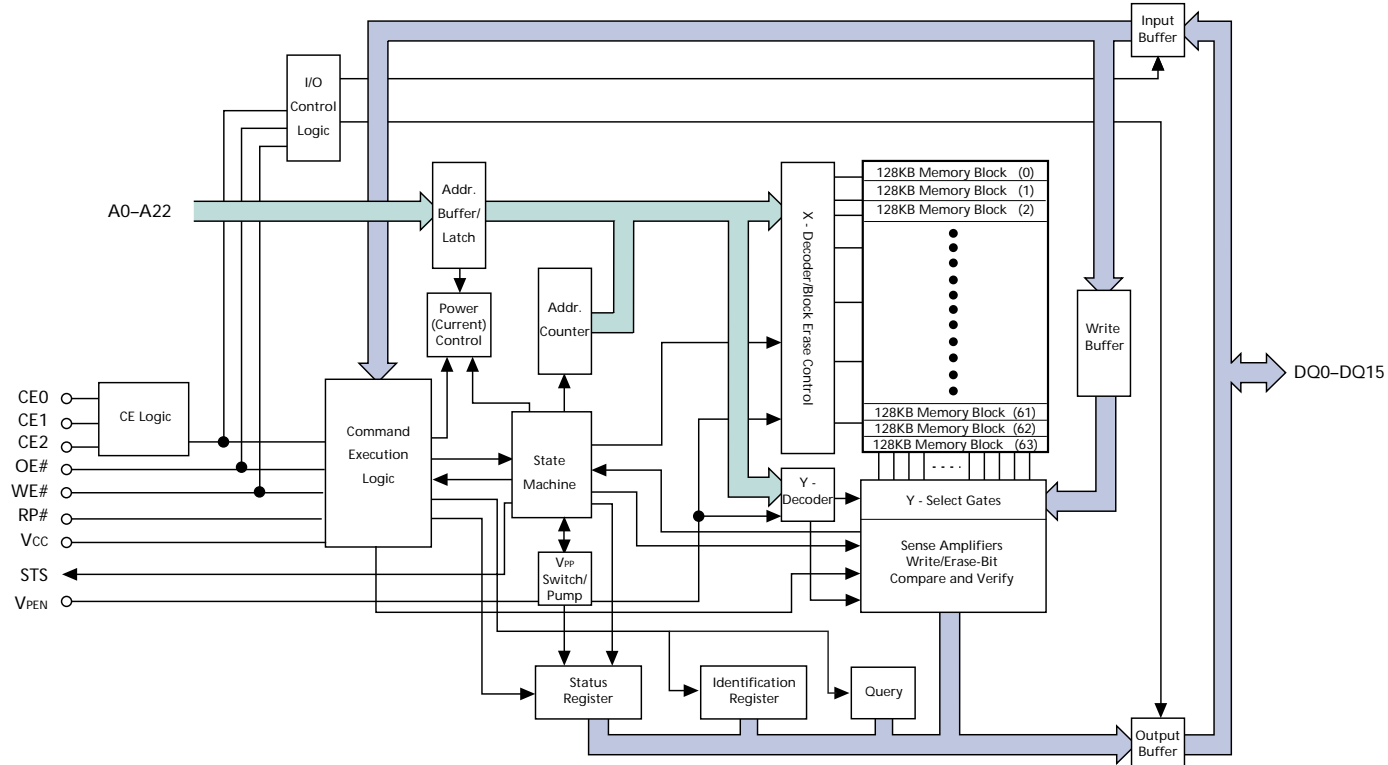 Input
Buffer
I/O
Control
Logic
Addr.
Buffer/
Latch
A0–A22
X - Decoder/Block Erase Control
128KB Memory Block (0)
128KB Memory Block (1)
128KB Memory Block (2)
Power
(Current)
Control
Addr.
Counter
Write
Buffer
DQ0–DQ15
CE0
CE1
CE2
OE#
WE#
RP#
VCC
STS
VPEN
CE Logic
Command
Execution
Logic
State
Machine
128KB Memory Block (61)
128KB Memory Block (62)
128KB Memory Block (63)
Y -
Decoder
Y - Select Gates
Sense Amplifiers
Write/Erase-Bit
Compare and Verify
VPP
Switch/
Pump
Status
Register
Identification
Register
Query
Output
Buffer